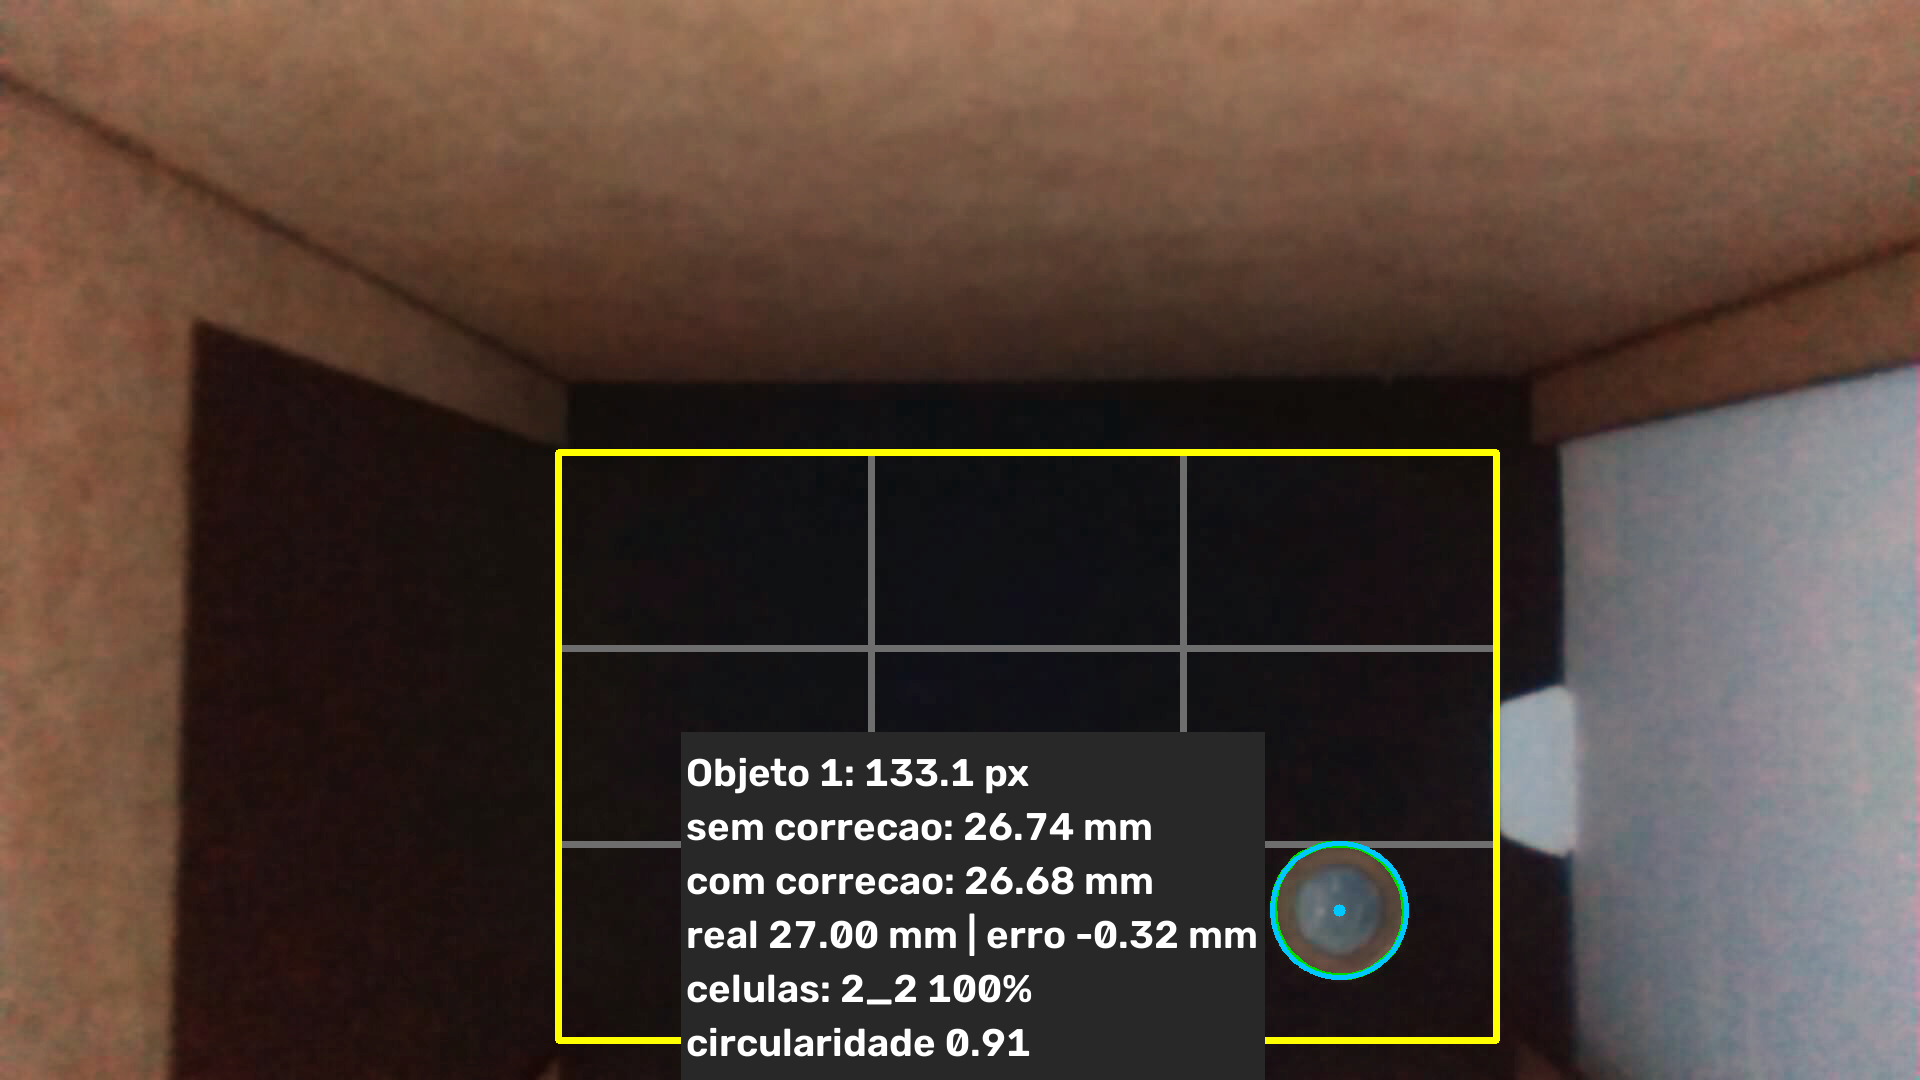 Objeto 1: 133.1 px
sem correcao: 26.74 mm
com correcao: 26.68 mm
real 27.00 mm | erro -0.32 mm
celulas: 2_2 100%
circularidade 0.91